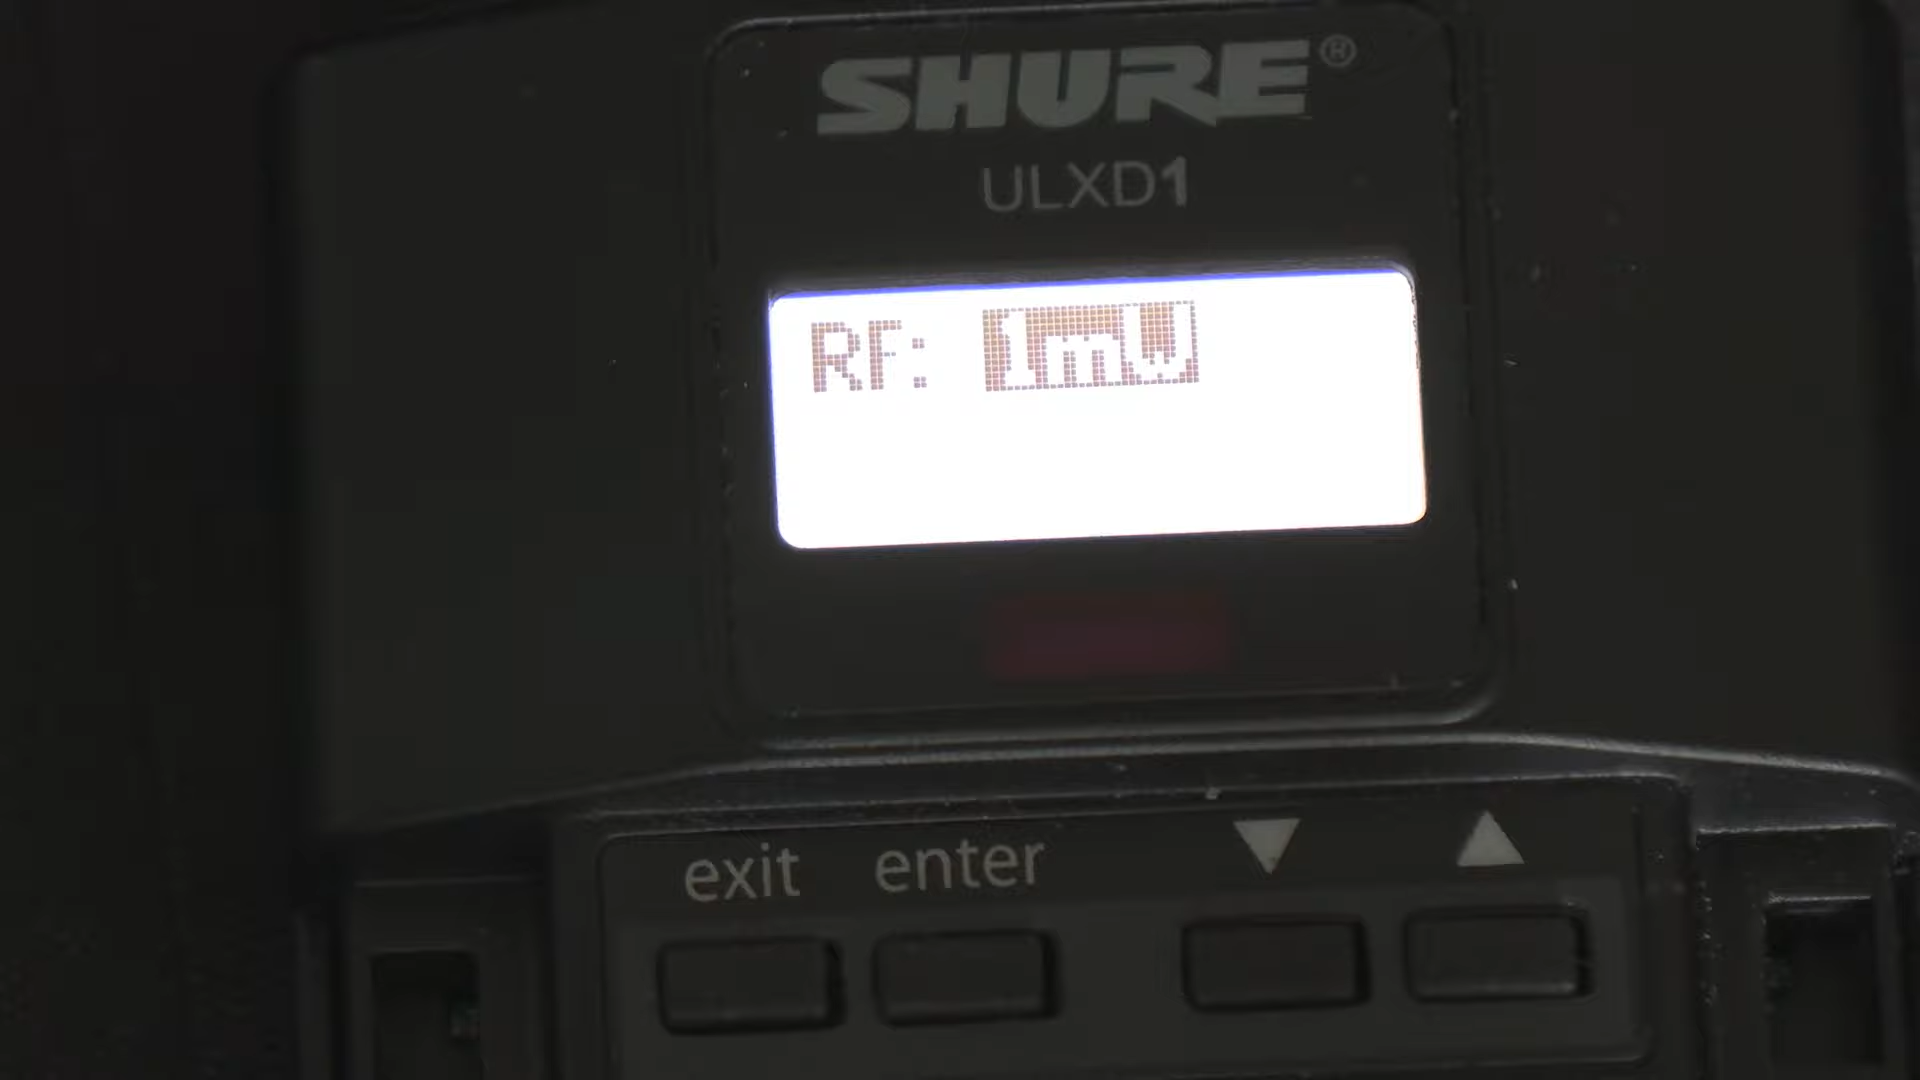 SHURE®
ULXD1
RF: 1mW
exit enter ▼ ▲